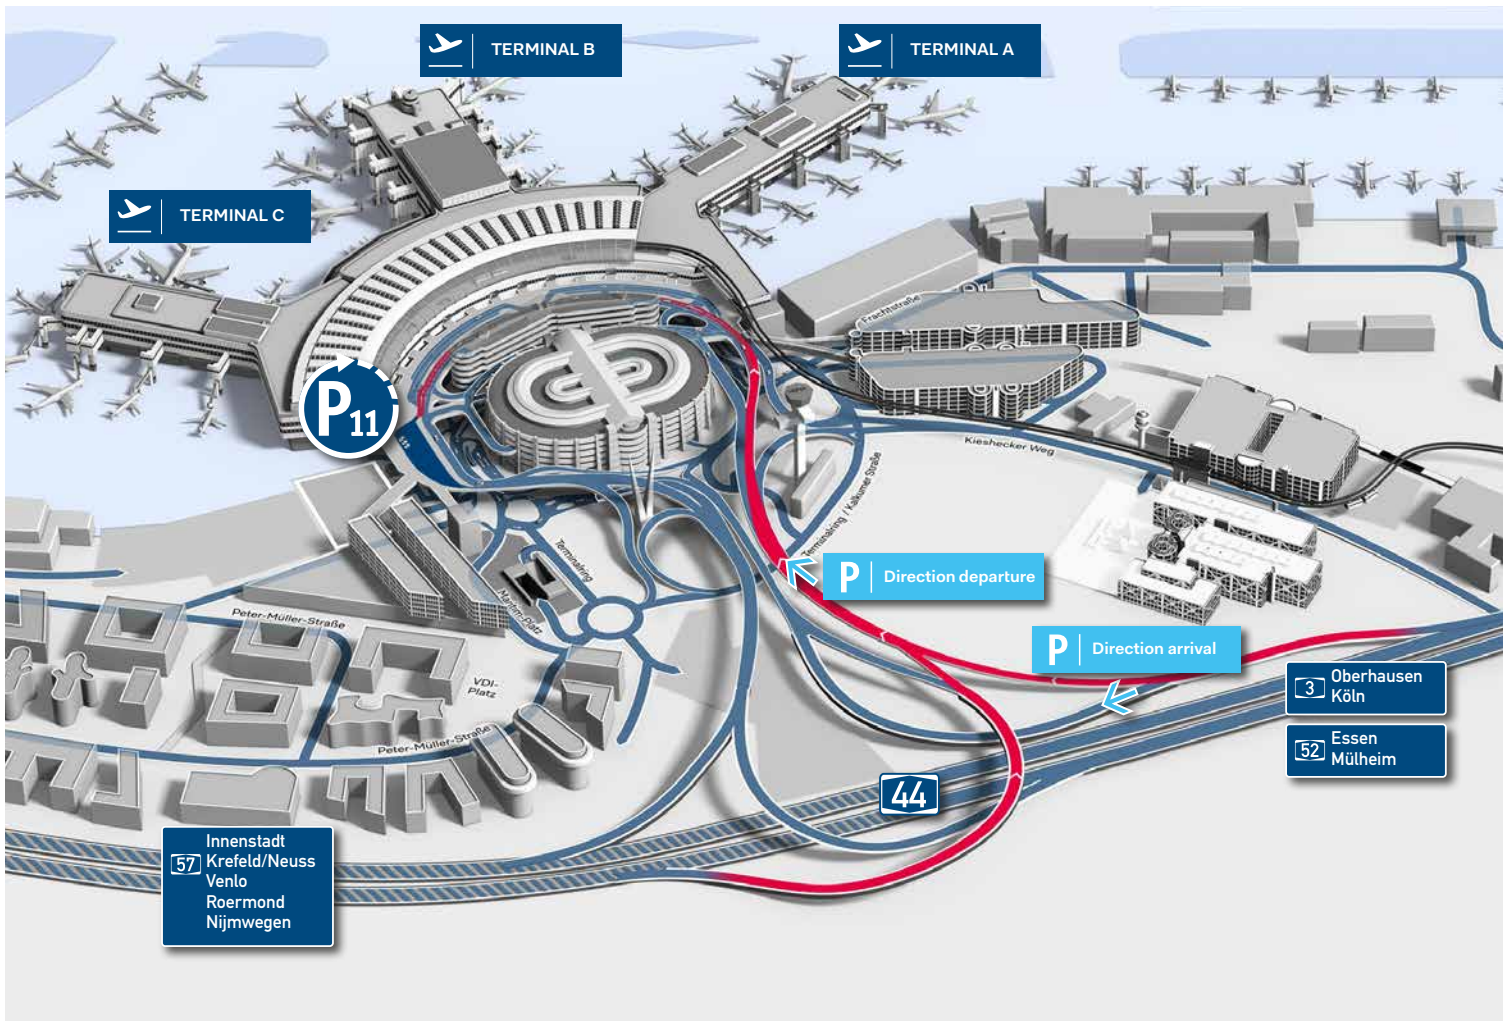 TERMINAL B
TERMINAL A
TERMINAL C
Frachtstraße
P11
Kieshecker Weg
Terminalring / Kalkumer Straße
Terminalring
P Direction departure
Maritim-Platz
Peter-Müller-Straße
P Direction arrival
VDI-
Platz
3 Oberhausen
Köln
Peter-Müller-Straße
52 Essen
Mülheim
44
57 Innenstadt
Krefeld/Neuss
Venlo
Roermond
Nijmwegen